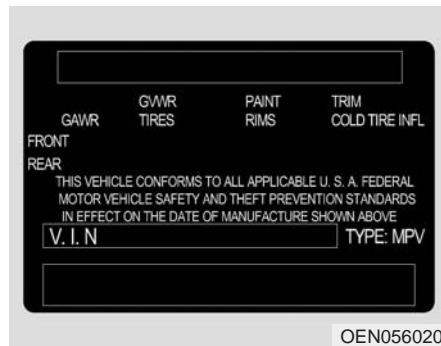 GVWR PAINT TRIM
GAWR TIRES RIMS COLD TIRE INFL
FRONT
REAR
THIS VEHICLE CONFORMS TO ALL APPLICABLE U. S. A. FEDERAL
MOTOR VEHICLE SAFETY AND THEFT PREVENTION STANDARDS
IN EFFECT ON THE DATE OF MANUFACTURE SHOWN ABOVE
V. I. N TYPE: MPV
OEN056020